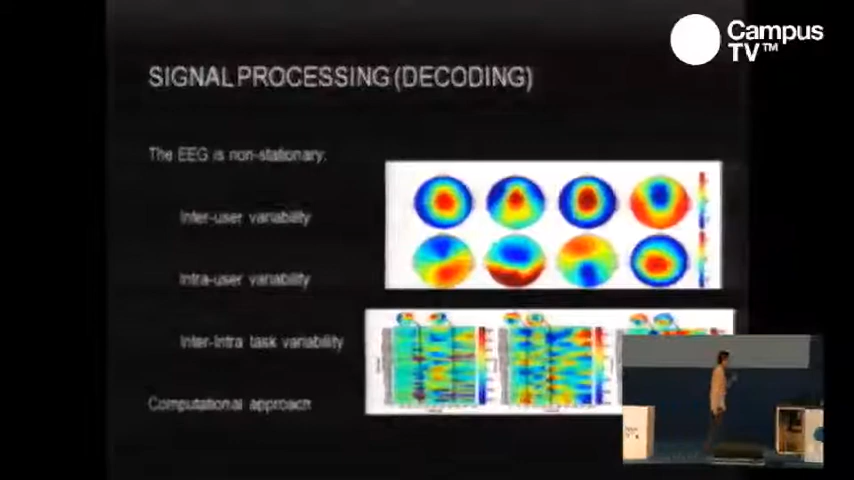 Campus
TV™
SIGNAL PROCESSING (DECODING)
The EEG is non-stationary:
Inter-user variability
Intra-user variability
Inter-Intra task variability
Computational approach